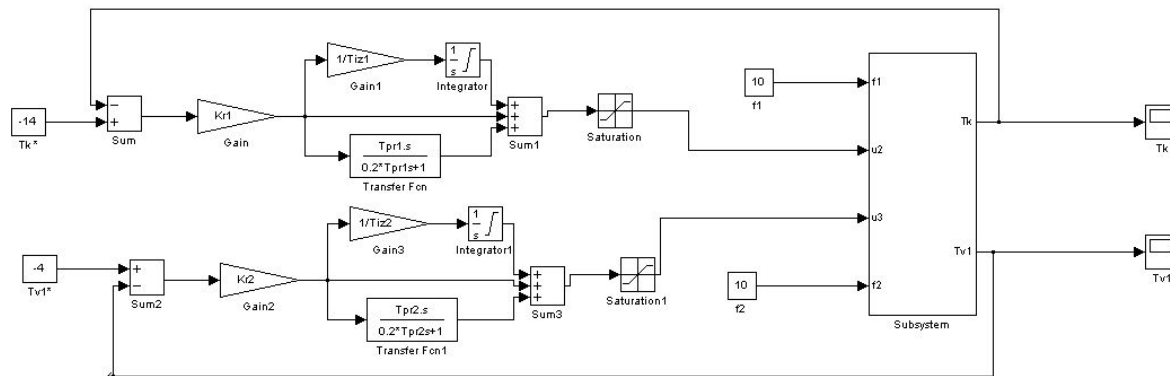 1/Tiz1
Gain1
1
s
Integrator
10
f1
f1
-14
Tk*
Sum
Kr1
Gain
Sum1
Saturation
Tk
Tk
Tpr1.s
0.2*Tpr1s+1
Transfer Fcn
u2
1/Tiz2
Gain3
1
s
Integrator1
u3
-4
Tv1*
Sum2
Kr2
Gain2
Sum3
Saturation1
Tv1
Tv1
Tpr2.s
0.2*Tpr2s+1
Transfer Fcn1
10
f2
f2
Subsystem